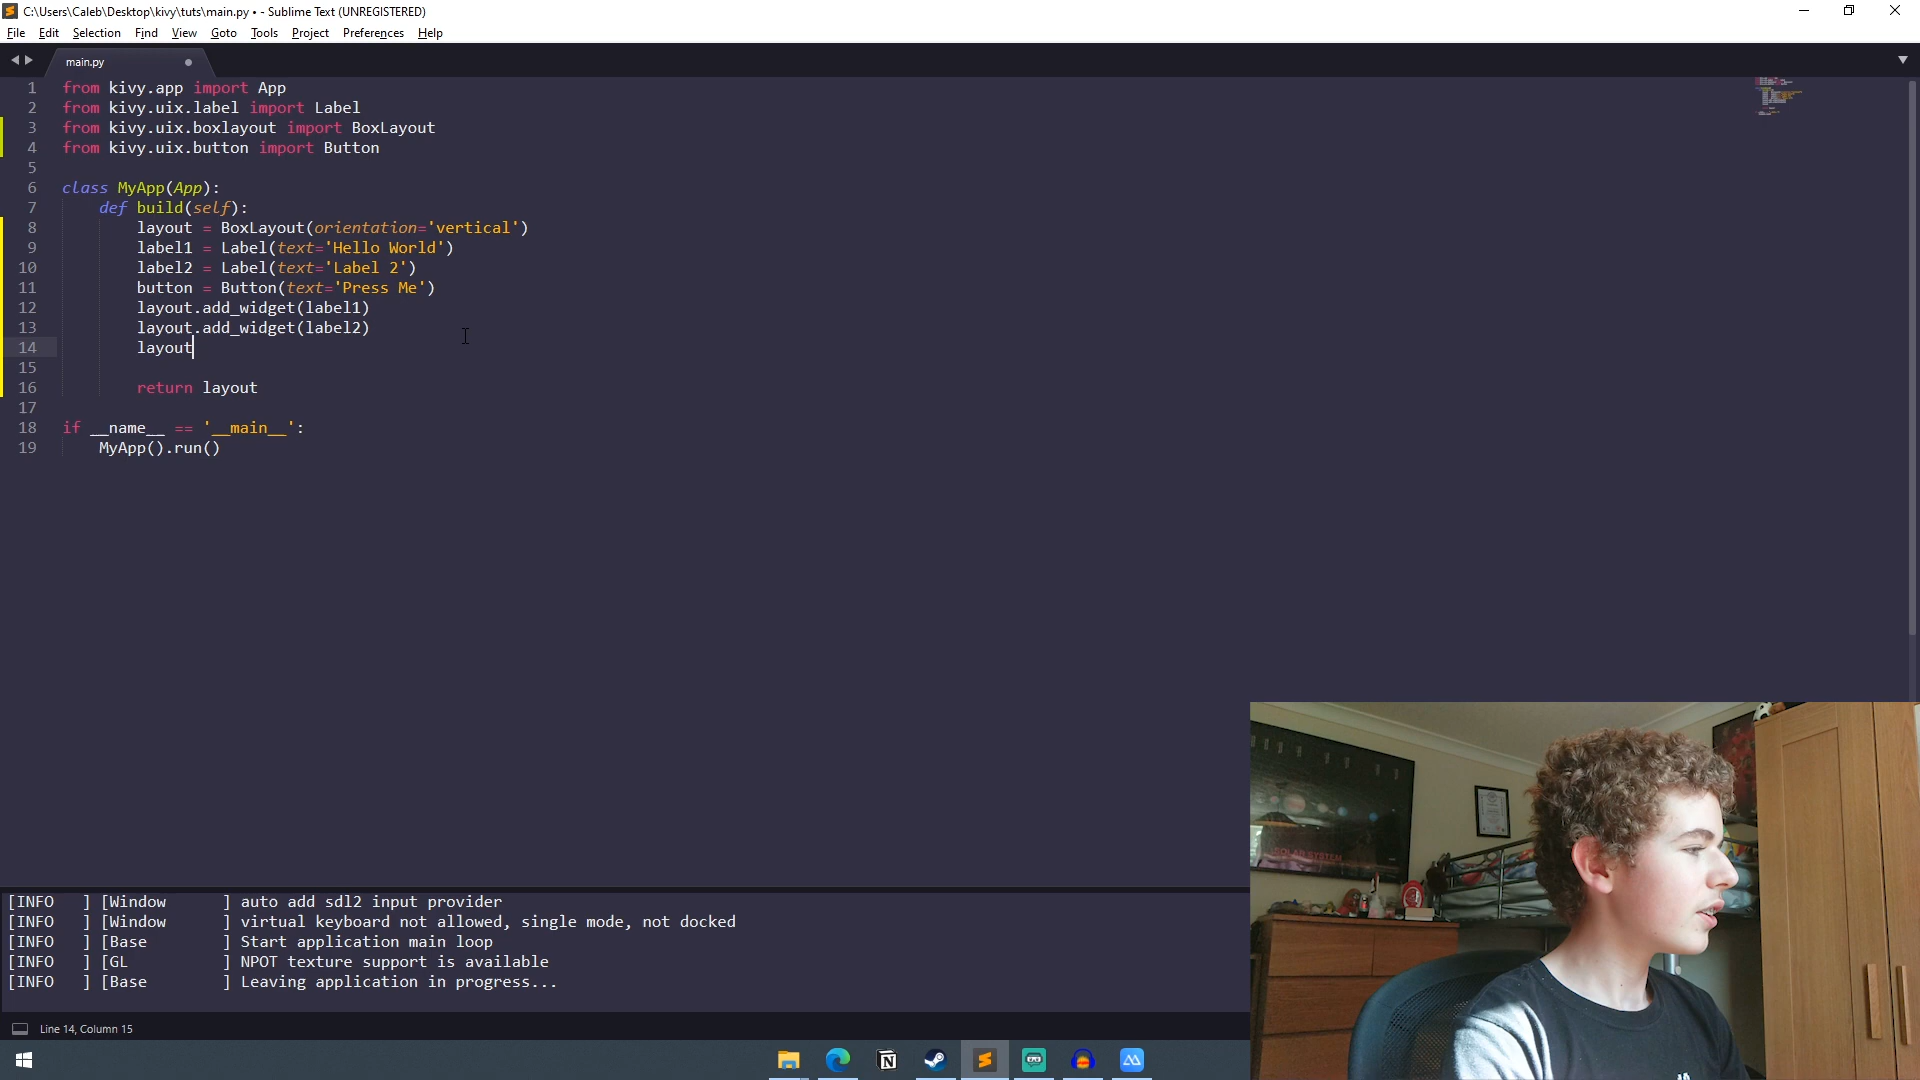 C:\Users\Caleb\Desktop\kivy\tuts\main.py • - Sublime Text (UNREGISTERED)
File Edit Selection Find View Goto Tools Project Preferences Help
main.py
1 from kivy.app import App
2 from kivy.uix.label import Label
3 from kivy.uix.boxlayout import BoxLayout
4 from kivy.uix.button import Button
5
6 class MyApp(App):
7 def build(self):
8 layout = BoxLayout(orientation='vertical')
9 label1 = Label(text='Hello World')
10 label2 = Label(text='Label 2')
11 button = Button(text='Press Me')
12 layout.add_widget(label1)
13 layout.add_widget(label2)
14 layout
15
16 return layout
17
18 if __name__ == '__main__':
19 MyApp().run()
[INFO ] [Window ] auto add sdl2 input provider
[INFO ] [Window ] virtual keyboard not allowed, single mode, not docked
[INFO ] [Base ] Start application main loop
[INFO ] [GL ] NPOT texture support is available
[INFO ] [Base ] Leaving application in progress...
SOLAR SYSTEM
Line 14, Column 15